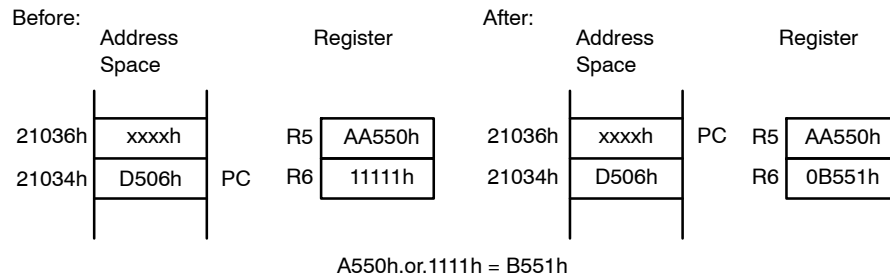 Before: After:
Address Register Address Register
Space Space
21036h xxxxh R5 AA550h 21036h xxxxh PC R5 AA550h
21034h D506h PC R6 11111h 21034h D506h R6 0B551h
A550h.or.1111h = B551h